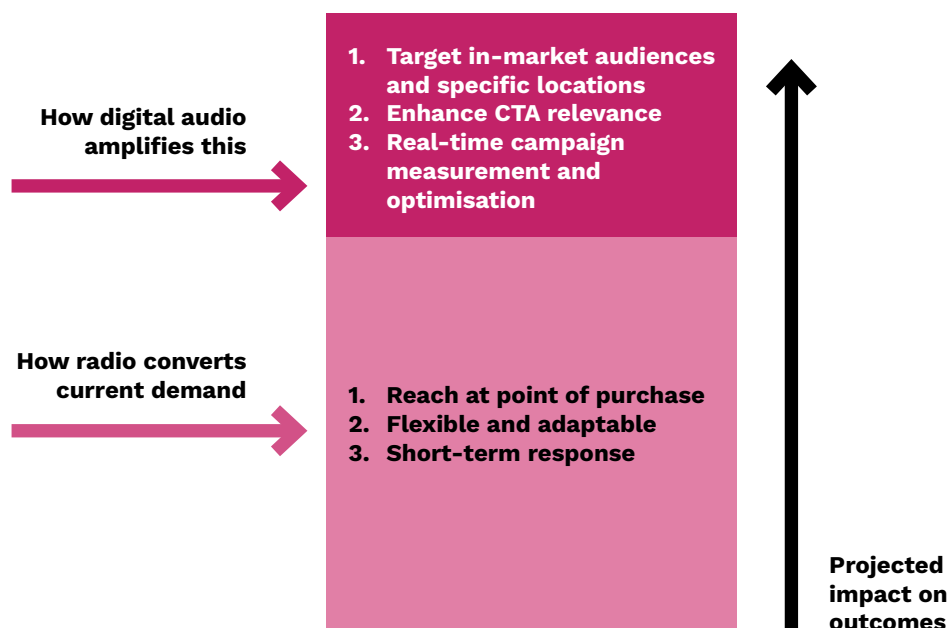 How digital audio
amplifies this
1. Target in-market audiences
and specific locations
2. Enhance CTA relevance
3. Real-time campaign
measurement and
optimisation
How radio converts
current demand
1. Reach at point of purchase
2. Flexible and adaptable
3. Short-term response
Projected
impact on
outcomes